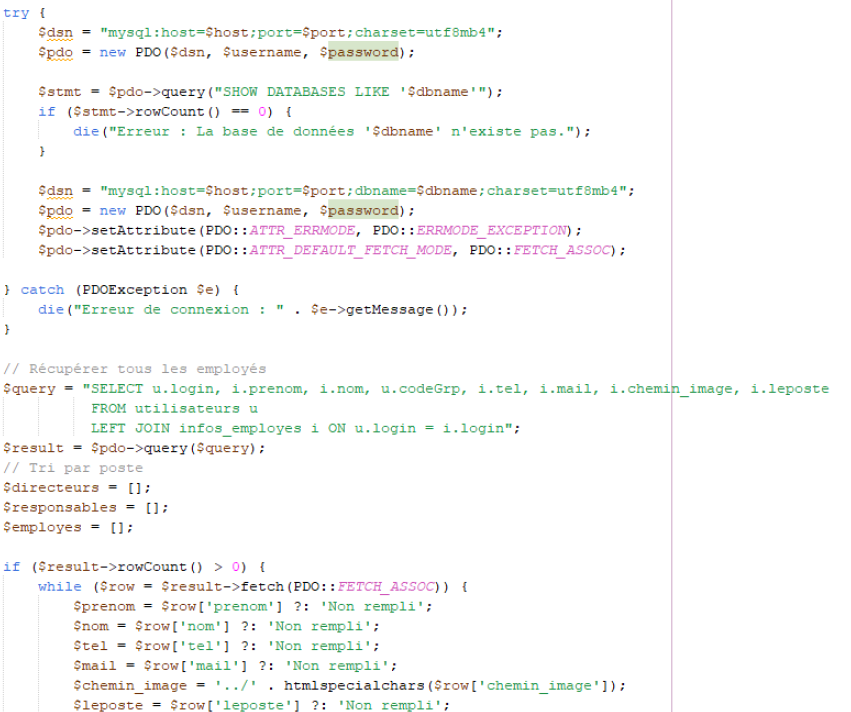 try {
    $dsn = "mysql:host=$host;port=$port;charset=utf8mb4";
    $pdo = new PDO($dsn, $username, $password);

    $stmt = $pdo->query("SHOW DATABASES LIKE '$dbname'");
    if ($stmt->rowCount() == 0) {
        die("Erreur : La base de données '$dbname' n'existe pas.");
    }

    $dsn = "mysql:host=$host;port=$port;dbname=$dbname;charset=utf8mb4";
    $pdo = new PDO($dsn, $username, $password);
    $pdo->setAttribute(PDO::ATTR_ERRMODE, PDO::ERRMODE_EXCEPTION);
    $pdo->setAttribute(PDO::ATTR_DEFAULT_FETCH_MODE, PDO::FETCH_ASSOC);

} catch (PDOException $e) {
    die("Erreur de connexion : " . $e->getMessage());
}

// Récupérer tous les employés
$query = "SELECT u.login, i.prenom, i.nom, u.codeGrp, i.tel, i.mail, i.chemin_image, i.leposte
          FROM utilisateurs u
          LEFT JOIN infos_employes i ON u.login = i.login";
$result = $pdo->query($query);
// Tri par poste
$directeurs = [];
$responsables = [];
$employes = [];

if ($result->rowCount() > 0) {
    while ($row = $result->fetch(PDO::FETCH_ASSOC)) {
        $prenom = $row['prenom'] ?: 'Non rempli';
        $nom = $row['nom'] ?: 'Non rempli';
        $tel = $row['tel'] ?: 'Non rempli';
        $mail = $row['mail'] ?: 'Non rempli';
        $chemin_image = '../' . htmlspecialchars($row['chemin_image']);
        $leposte = $row['leposte'] ?: 'Non rempli';